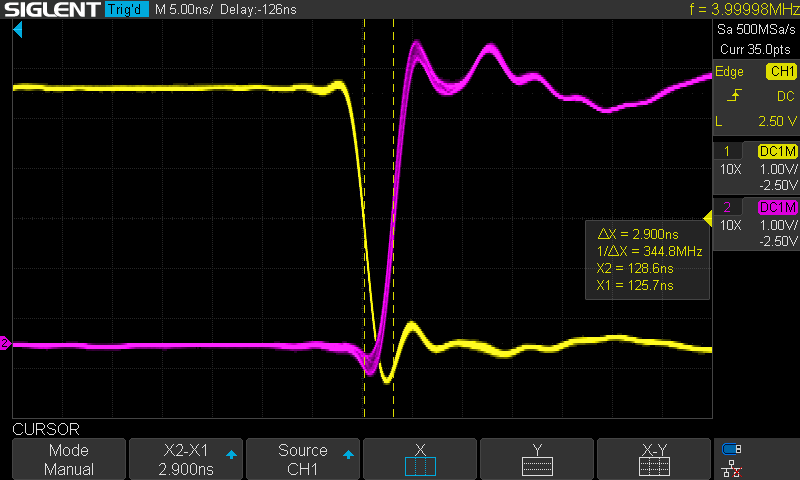 SIGLENT Trig'd M 5.00ns/ Delay:-126ns f = 3.99998MHz
Sa 500MSa/s
Curr 35.0pts
Edge CH1
DC
L 2.50 V
1 DC1M
10X 1.00V/
-2.50V
2 DC1M
10X 1.00V/
-2.50V
ΔX = 2.900ns
1/ΔX = 344.8MHz
X2 = 128.6ns
X1 = 125.7ns
2
CURSOR
Mode
Manual
X2-X1
2.900ns
Source
CH1
X
Y
X-Y